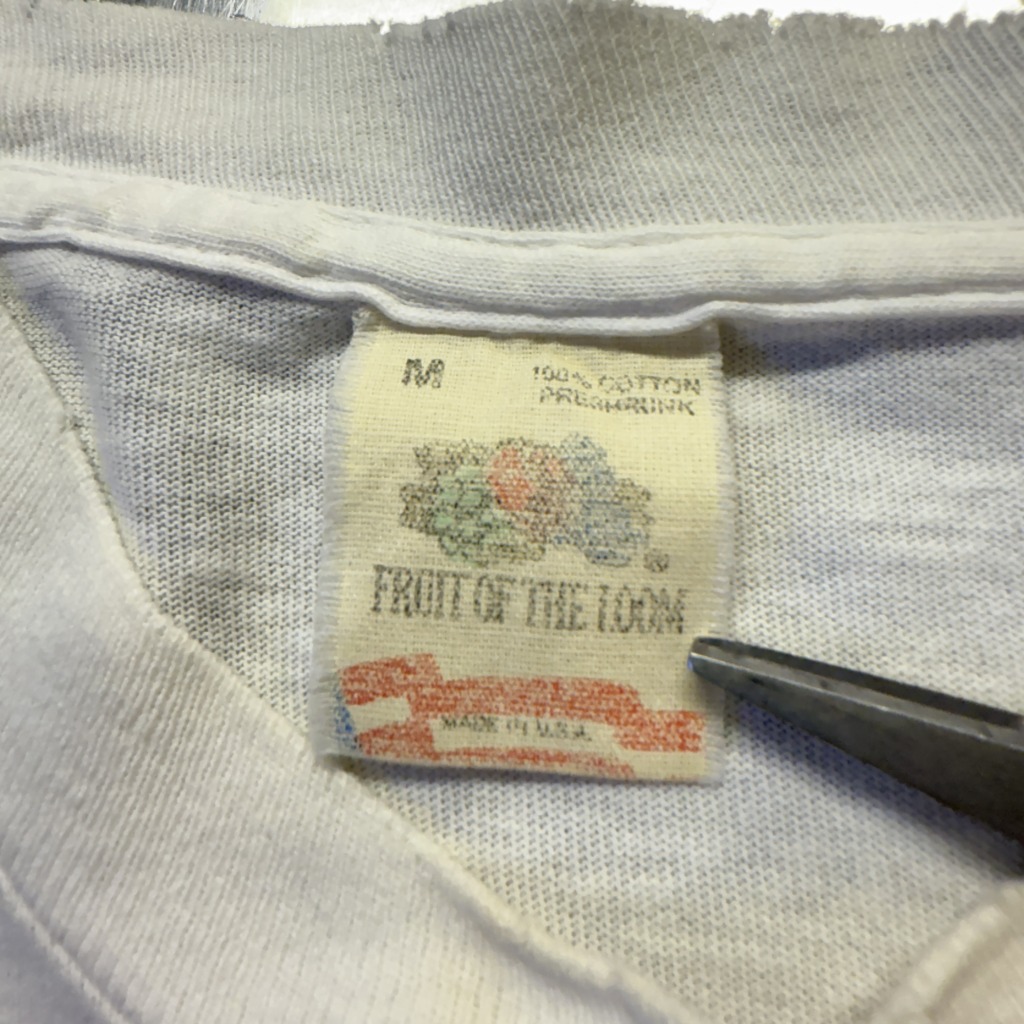 M
100% COTTON
PRESHRUNK
®
FRUIT OF THE LOOM
MADE IN U.S.A.